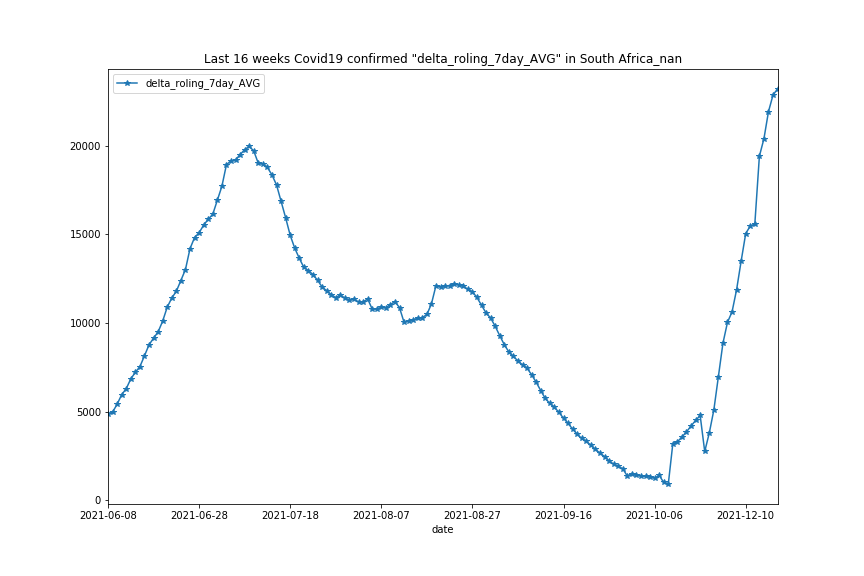 Last 16 weeks Covid19 confirmed "delta_roling_7day_AVG" in South Africa_nan
delta_roling_7day_AVG
20000
15000
10000
5000
0
2021-06-08 2021-06-28 2021-07-18 2021-08-07 2021-08-27 2021-09-16 2021-10-06 2021-12-10
date